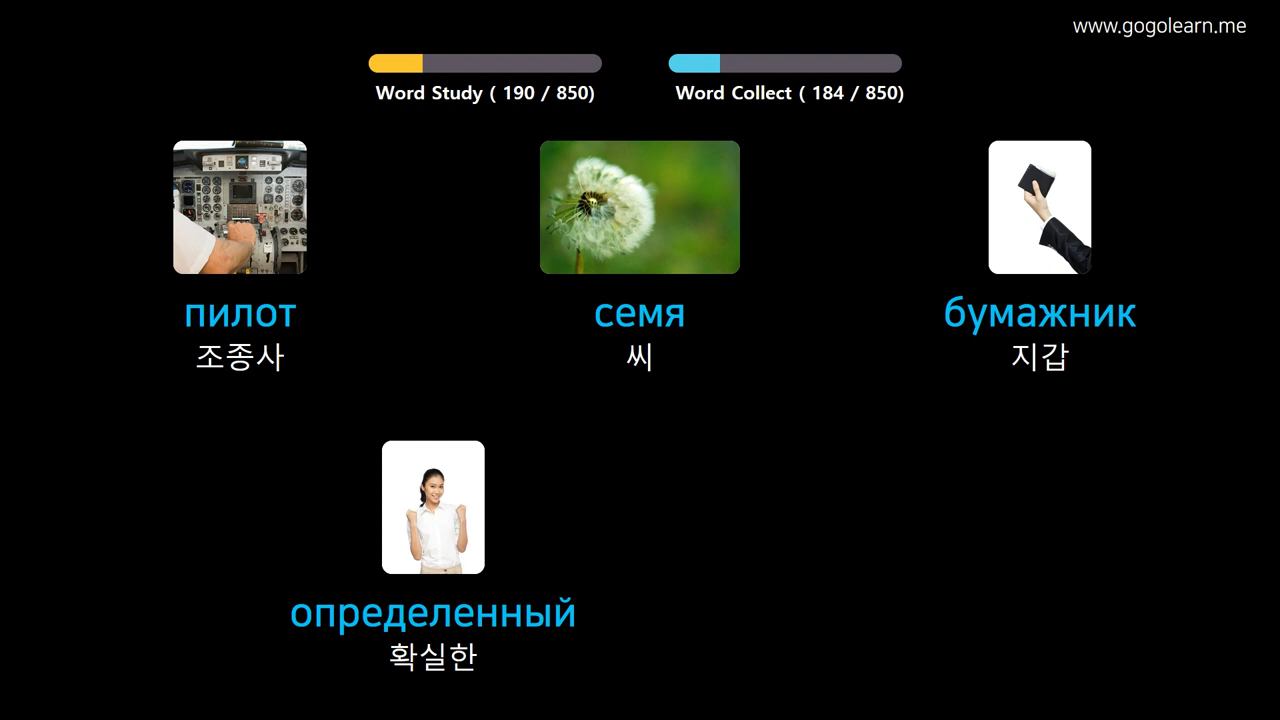 www.gogolearn.me
Word Study ( 190 / 850)
Word Collect ( 184 / 850)
пилот
조종사
семя
씨
бумажник
지갑
определенный
확실한